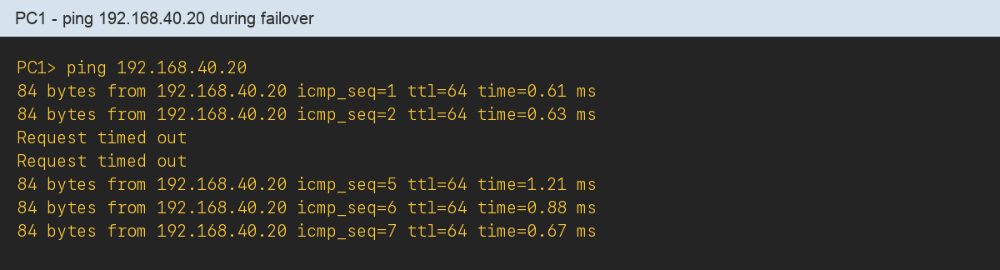 PC1 - ping 192.168.40.20 during failover
PC1> ping 192.168.40.20
84 bytes from 192.168.40.20 icmp_seq=1 ttl=64 time=0.61 ms
84 bytes from 192.168.40.20 icmp_seq=2 ttl=64 time=0.63 ms
Request timed out
Request timed out
84 bytes from 192.168.40.20 icmp_seq=5 ttl=64 time=1.21 ms
84 bytes from 192.168.40.20 icmp_seq=6 ttl=64 time=0.88 ms
84 bytes from 192.168.40.20 icmp_seq=7 ttl=64 time=0.67 ms